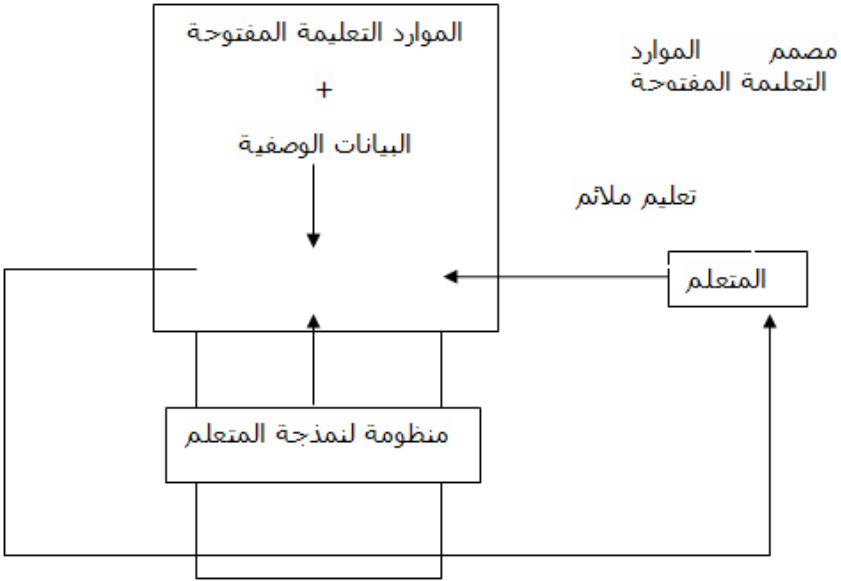 الموارد التعليمة المفتوحة
+
البيانات الوصفية
مصمم الموارد
التعليمة المفتوحة
تعليم ملائم
المتعلم
منظومة لنمذجة المتعلم